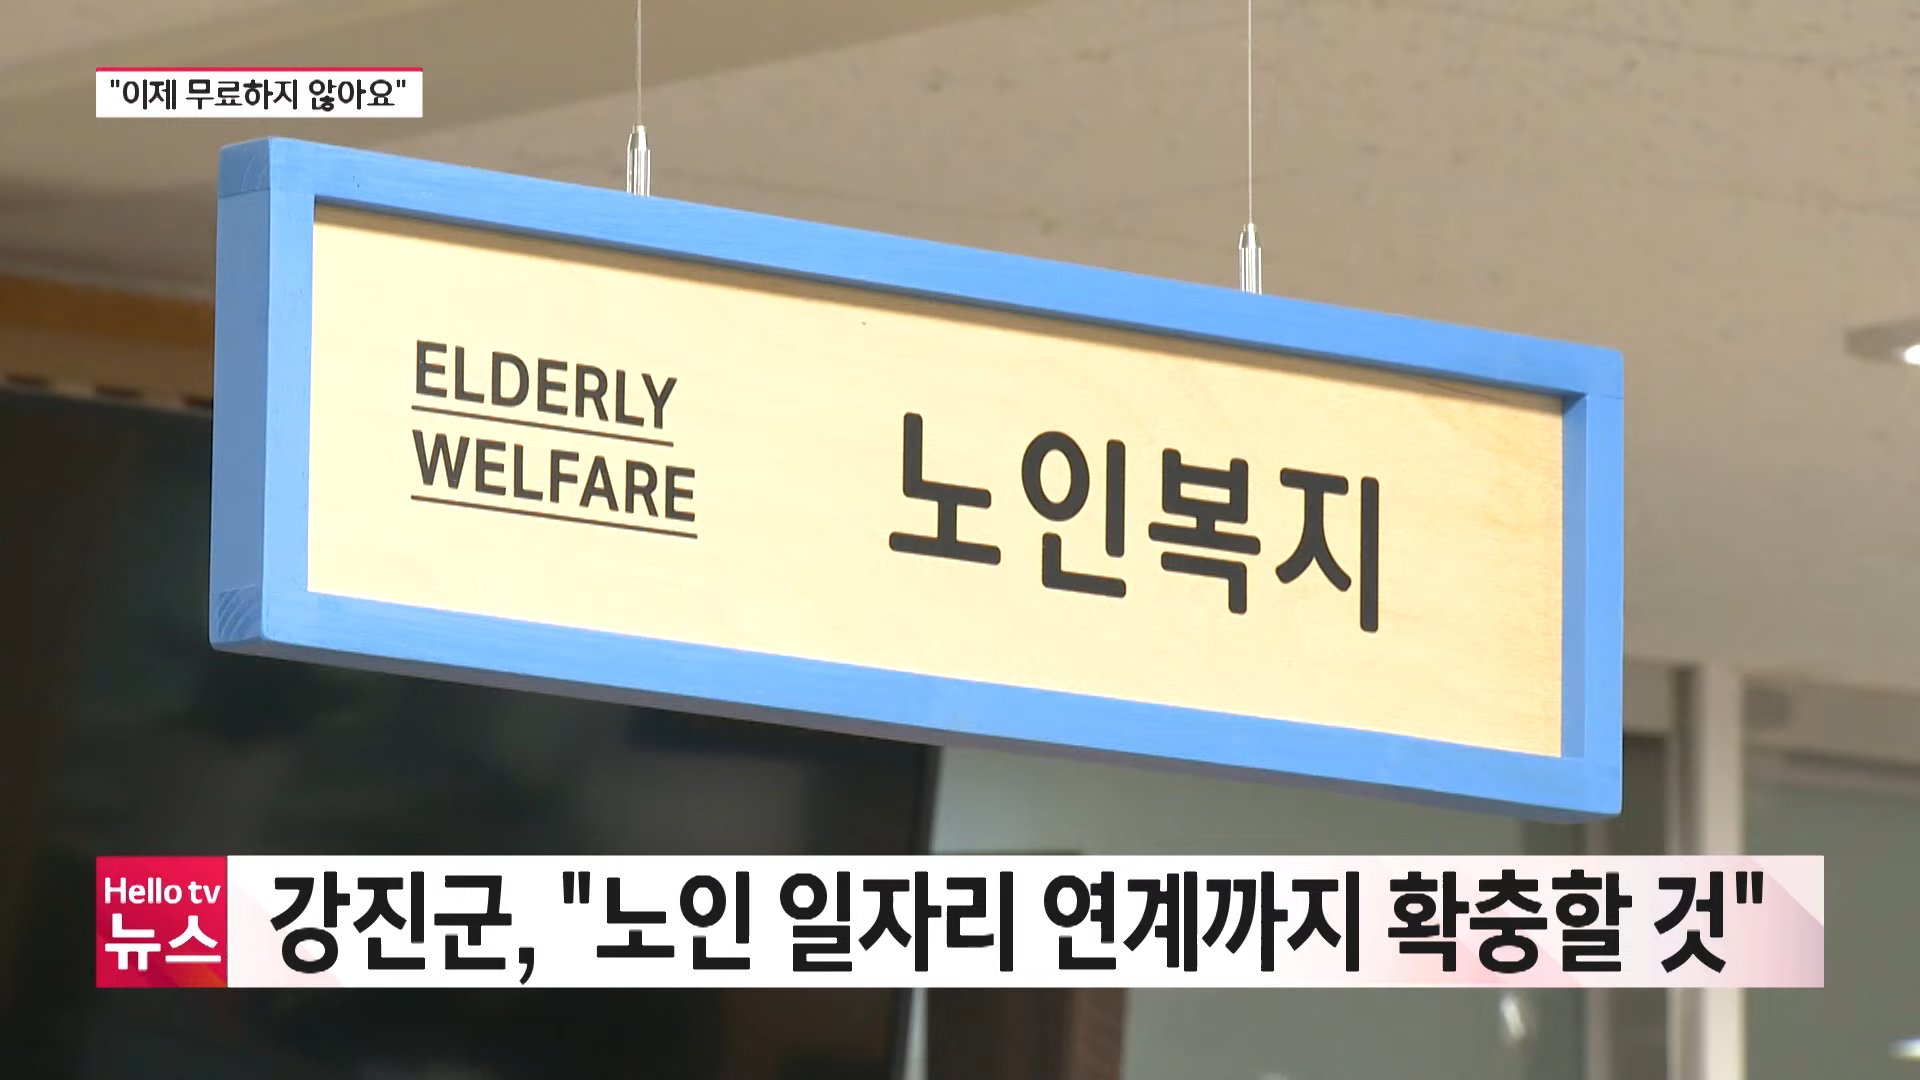 "이제 무료하지 않아요"
ELDERLY
WELFARE
노인복지
Hello tv
뉴스
강진군, "노인 일자리 연계까지 확충할 것"